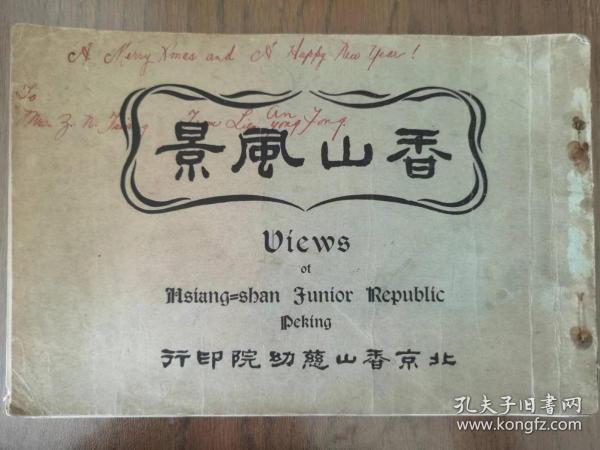 A Merry Xmas and A Happy New Year!
To
An
香山風景
Views
of
Hsiang=shan Junior Republic
Peking
北京香山慈幼院印行
孔夫子旧书网
www.kongfz.com